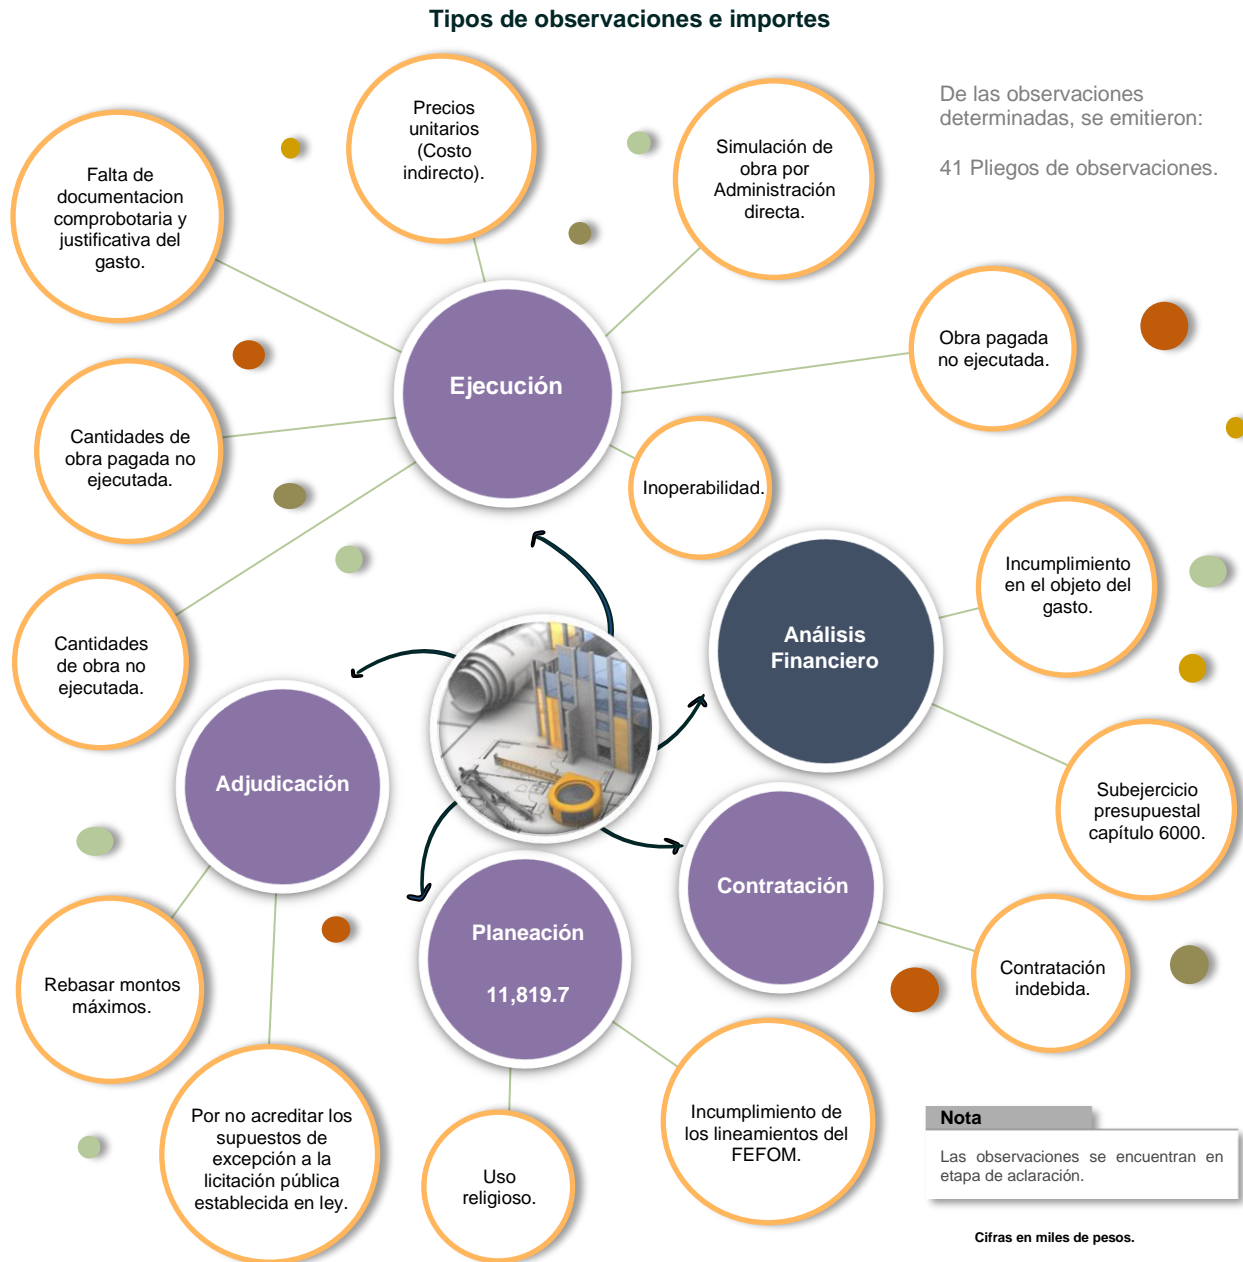 Tipos de observaciones e importes
De las observaciones
determinadas, se emitieron:
41 Pliegos de observaciones.
Precios
unitarios
(Costo
indirecto).
Simulación de
obra por
Administración
directa.
Falta de
documentacion
comprobotaria y
justificativa del
gasto.
Obra pagada
no ejecutada.
Ejecución
Cantidades de
obra pagada no
ejecutada.
Inoperabilidad.
Incumplimiento
en el objeto del
gasto.
Análisis
Financiero
Cantidades
de obra no
ejecutada.
Adjudicación
Subejercicio
presupuestal
capítulo 6000.
Contratación
Planeación
11,819.7
Contratación
indebida.
Rebasar montos
máximos.
Por no acreditar los
supuestos de
excepción a la
licitación pública
establecida en ley.
Uso
religioso.
Incumplimiento de
los lineamientos del
FEFOM.
Nota
Las observaciones se encuentran en
etapa de aclaración.
Cifras en miles de pesos.